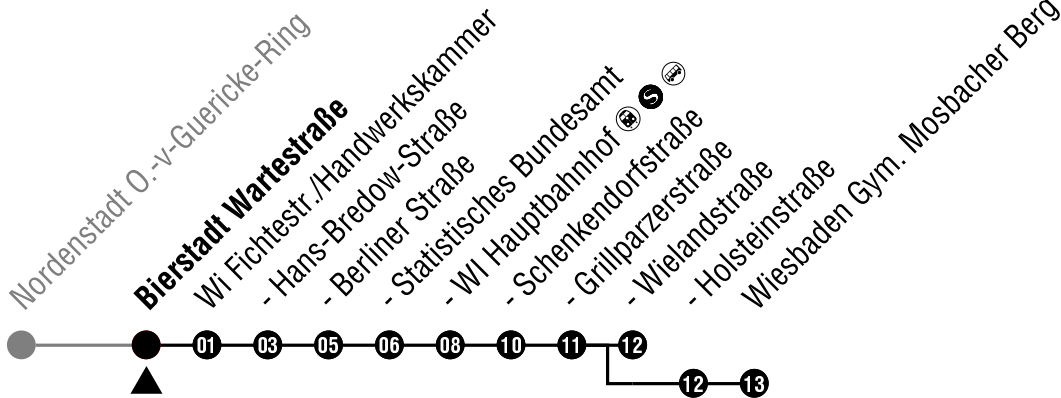 Nordenstadt O.-v-Guericke-Ring
Bierstadt Wartestraße
Wi Fichtestr./Handwerkskammer
- Hans-Bredow-Straße
- Berliner Straße
- Statistisches Bundesamt
- WI Hauptbahnhof S
- Schenkendorfstraße
- Grillparzerstraße
- Wielandstraße
- Holsteinstraße
Wiesbaden Gym. Mosbacher Berg
01 03 05 06 08 10 11 12
12 13